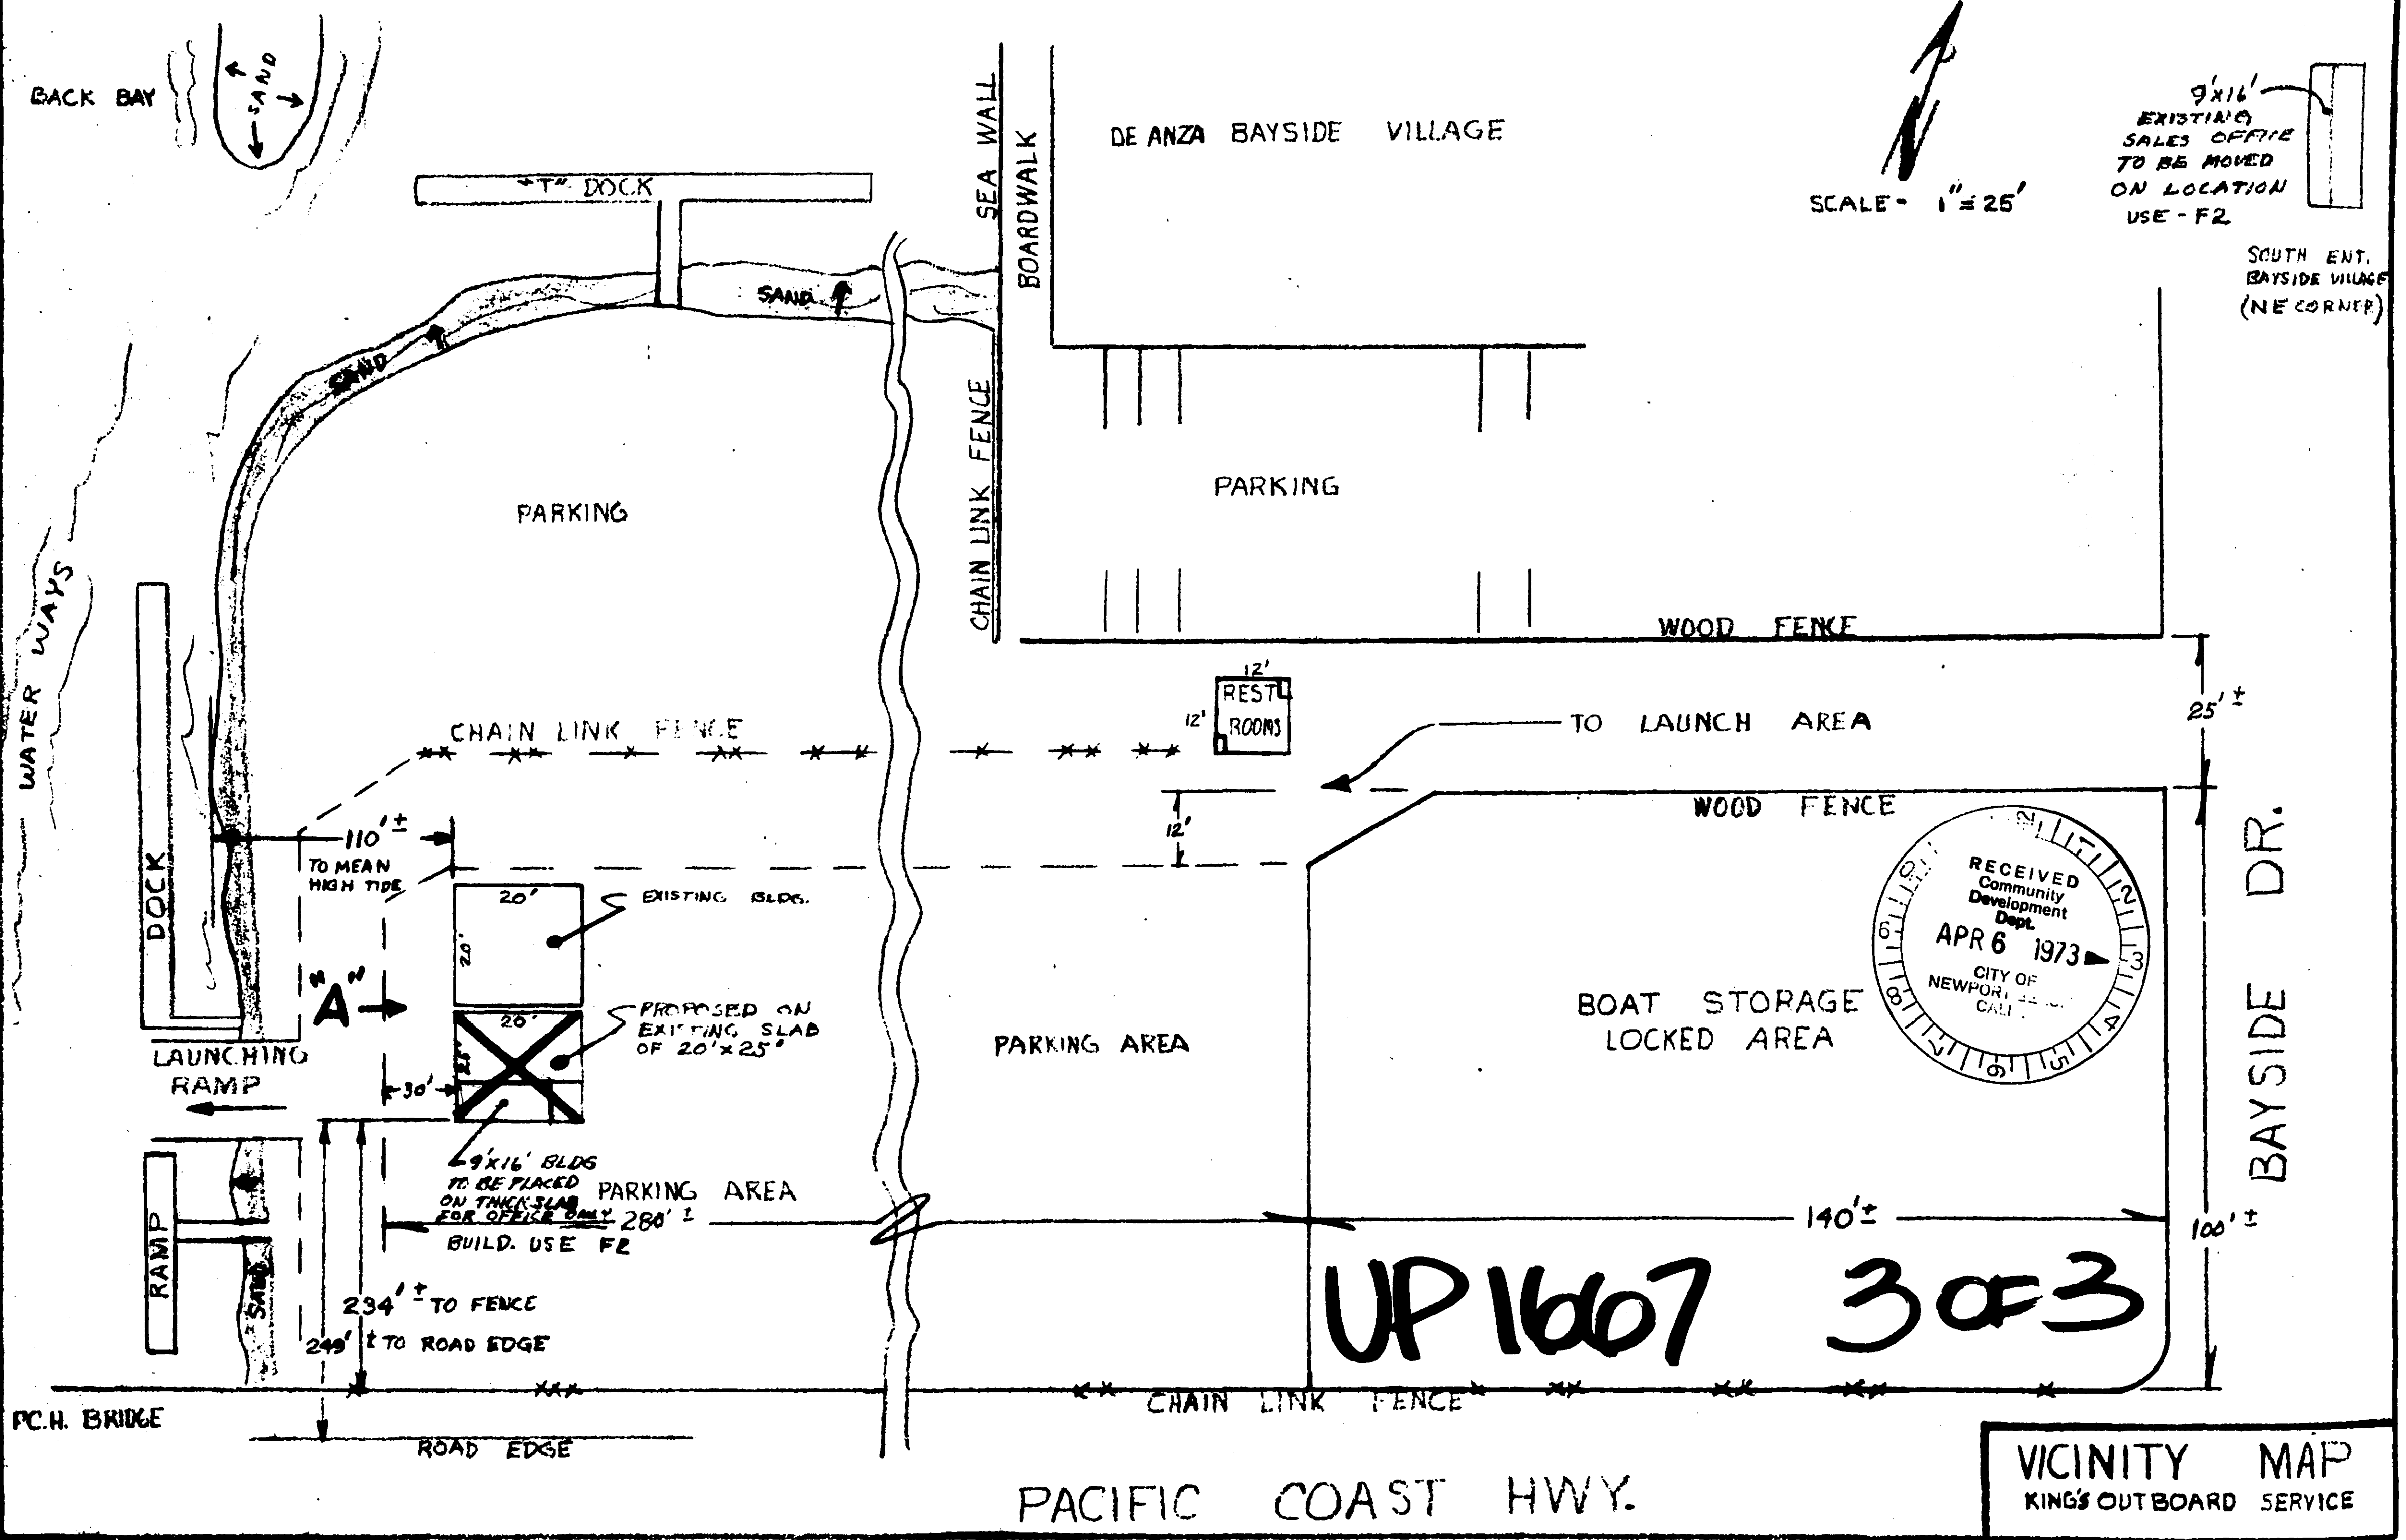 BACK BAY
SAND
"T" DOCK
SEA WALL
BOARDWALK
DE ANZA BAYSIDE VILLAGE
SCALE - 1" = 25'
9'X16'
EXISTING
SALES OFFICE
TO BE MOVED
ON LOCATION
USE - F2
SOUTH ENT.
BAYSIDE VILLAGE
(NE CORNER)
SAND
SAND
CHAIN LINK FENCE
PARKING
PARKING
WATER WAYS
WOOD FENCE
12'
REST
ROOMS
12'
TO LAUNCH AREA
25' ±
CHAIN LINK FENCE
WOOD FENCE
12'
110' ±
TO MEAN
HIGH TIDE
DOCK
20'
20'
EXISTING BLDG.
"A"
PROPOSED ON
EXISTING SLAB
OF 20' X 25'
20'
25'
30'
LAUNCHING
RAMP
PARKING AREA
BOAT STORAGE
LOCKED AREA
RECEIVED
Community
Development
Dept.
APR 6 1973
CITY OF
NEWPORT
CALI
BAYSIDE DR.
9'X16' BLDG
TO BE PLACED
ON THICK SLAB
FOR OFFICE ONLY
BUILD. USE F2
PARKING AREA
280' ±
140' ±
100' ±
RAMP
SAND
234' ± TO FENCE
249' ± TO ROAD EDGE
UP 1667 3 OF 3
CHAIN LINK FENCE
P.C.H. BRIDGE
ROAD EDGE
PACIFIC COAST HWY.
VICINITY MAP
KING'S OUTBOARD SERVICE